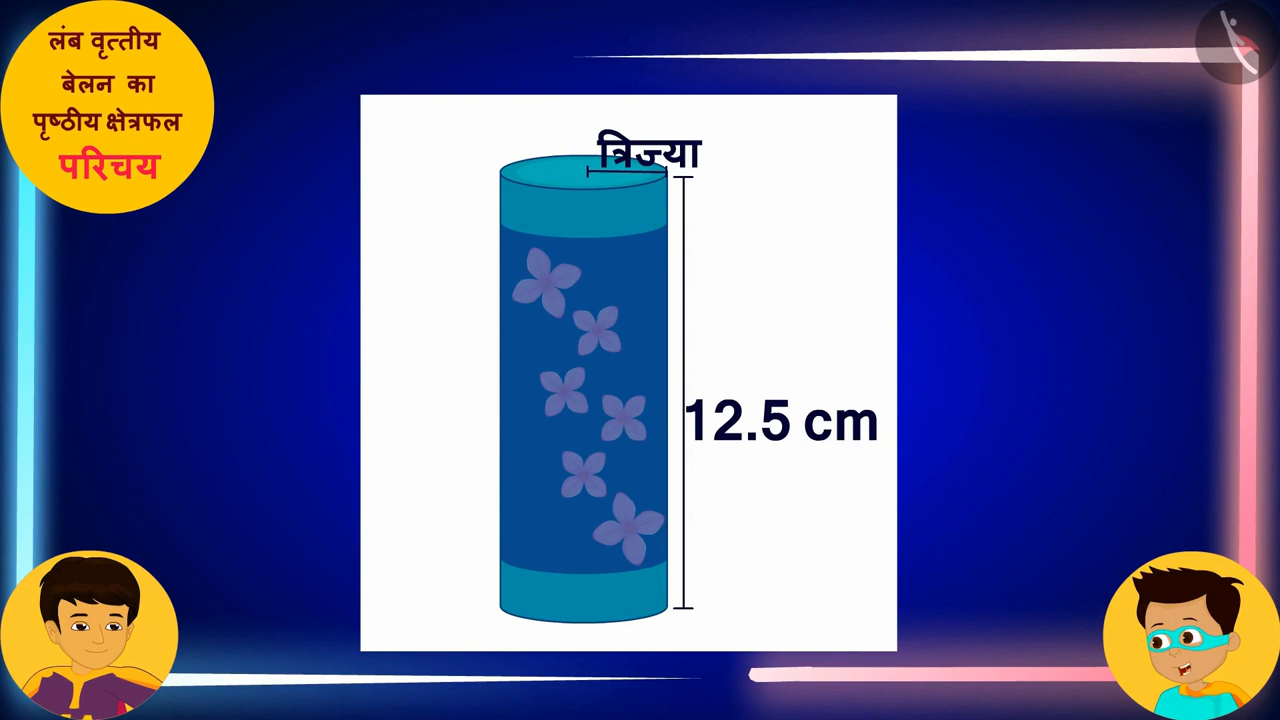 लंब वृत्तीय
बेलन का
पृष्ठीय क्षेत्रफल
परिचय
त्रिज्या
12.5 cm